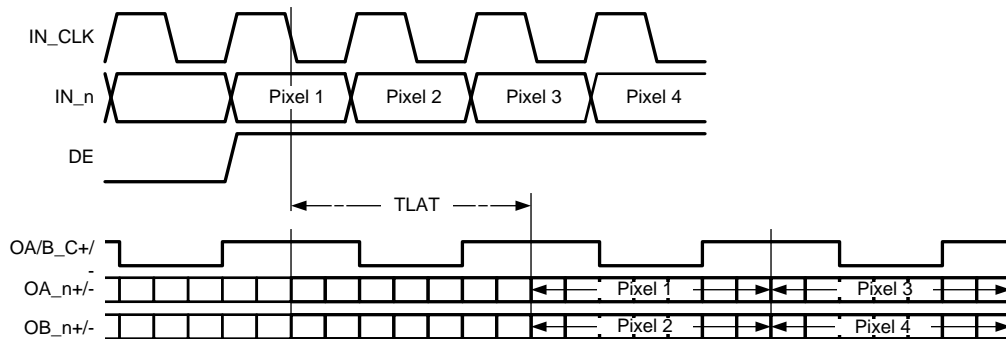 IN_CLK
IN_n
Pixel 1 Pixel 2 Pixel 3 Pixel 4
DE
TLAT
OA/B_C+/
-
OA_n+/-
Pixel 1 Pixel 3
OB_n+/-
Pixel 2 Pixel 4